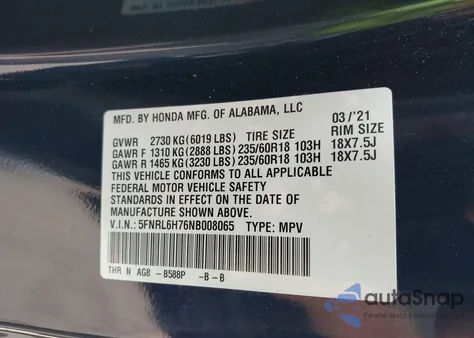 MFD. BY HONDA MFG. OF ALABAMA, LLC
03/'21
GVWR 2730 KG (6019 LBS) TIRE SIZE RIM SIZE
GAWR F 1310 KG (2888 LBS) 235/60R18 103H 18X7.5J
GAWR R 1465 KG (3230 LBS) 235/60R18 103H 18X7.5J
THIS VEHICLE CONFORMS TO ALL APPLICABLE
FEDERAL MOTOR VEHICLE SAFETY
STANDARDS IN EFFECT ON THE DATE OF
MANUFACTURE SHOWN ABOVE.
V.I.N.: 5FNRL6H76NB008065 TYPE: MPV
THR N AG8 - B588P -B-B
autoSnap